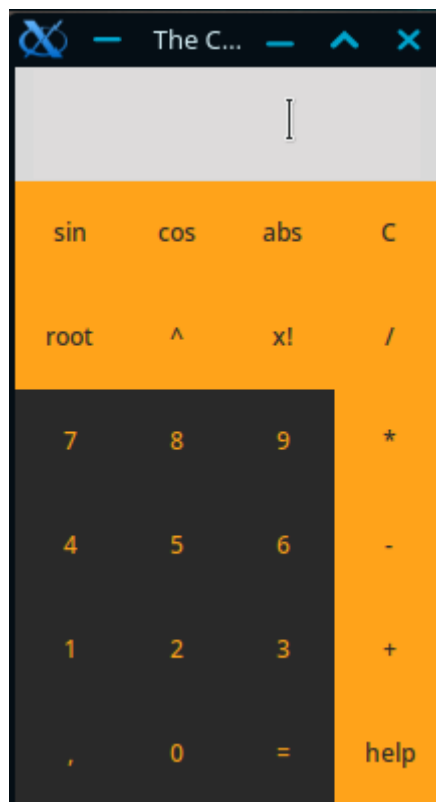 The C...
sin cos abs C
root ^ x! /
7 8 9 *
4 5 6 -
1 2 3 +
, 0 = help